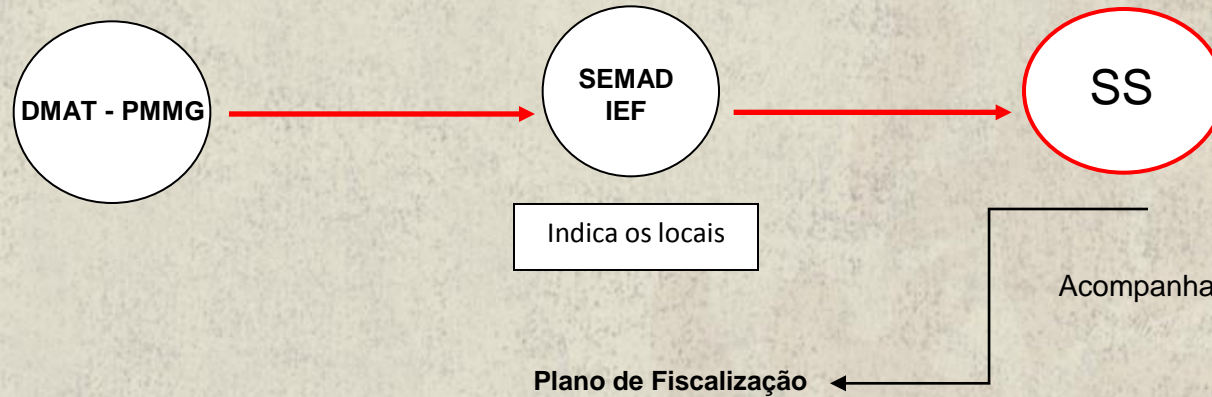 DMAT - PMMG
SEMAD
IEF
SS
Indica os locais
Acompanha
Plano de Fiscalização